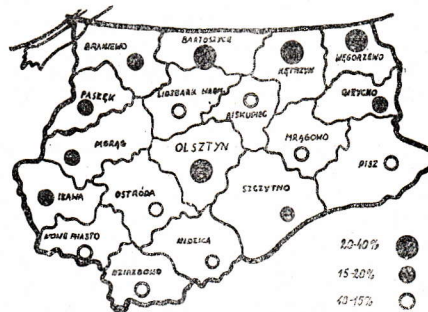 BRANIEWO
BARTOSZYCE
KĘTRZYN
WĘGORZEWO
PASŁĘK
LIDZBARK WARM.
BISKUPIEC
GIŻYCKO
MORĄG
OLSZTYN
MRĄGOWO
PISZ
IŁAWA
OSTRÓDA
SZCZYTNO
NOWE MIASTO
NIDZICA
DZIAŁDOWO
20-40%
15-20%
10-15%